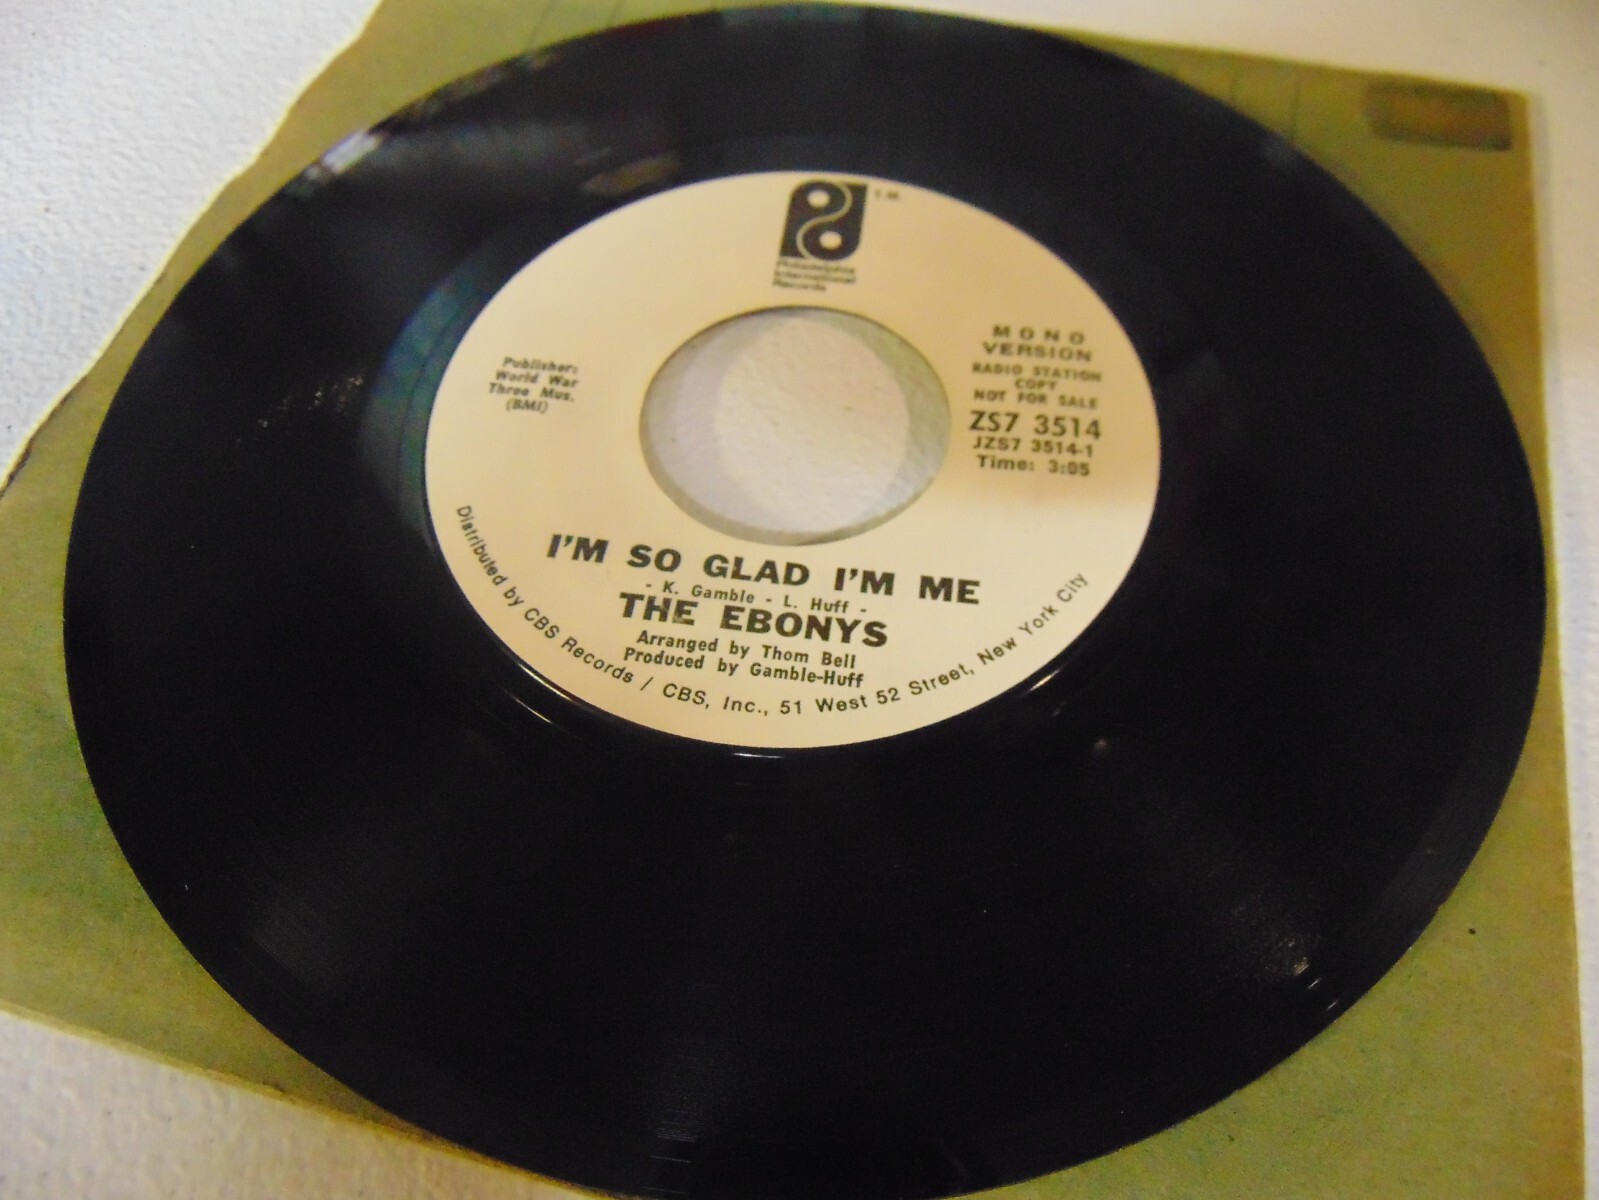 T.M.
Philadelphia
International
Records
Publisher:
World War
Three Mus.
(BMI)
MONO
VERSION
RADIO STATION
COPY
NOT FOR SALE
ZS7 3514
JZS7 3514-1
Time: 3:05
I'M SO GLAD I'M ME
- K. Gamble - L. Huff -
THE EBONYS
Arranged by Thom Bell
Produced by Gamble-Huff
Distributed by CBS Records / CBS, Inc., 51 West 52 Street, New York City